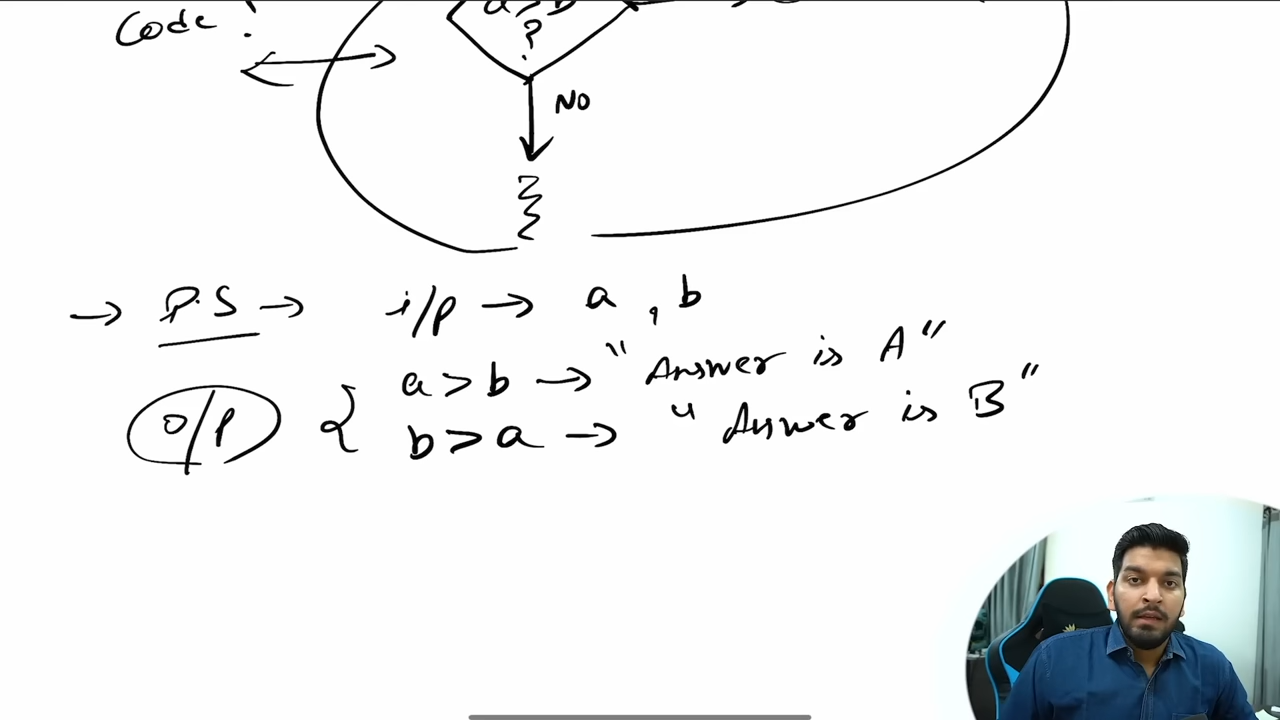 a>b
Code !
?
NO
→ P.S → i/p → a , b
a > b → " Answer is A"
O/P { b > a → " Answer is B "